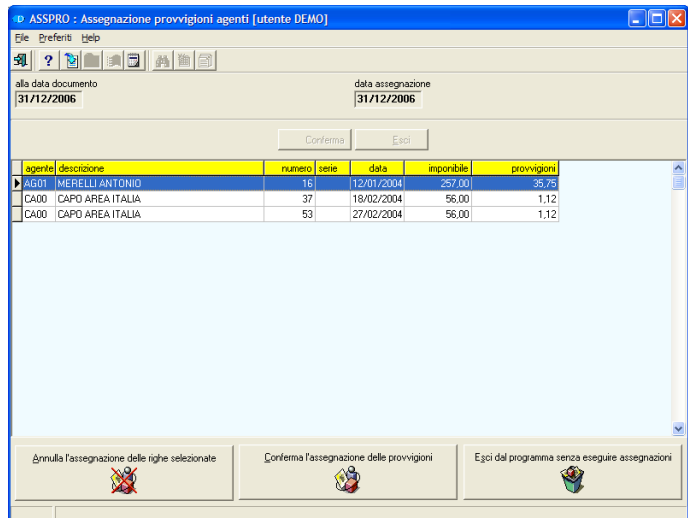 ASSPRO : Assegnazione provvigioni agenti [utente DEMO]
File Preferiti Help
alla data documento data assegnazione
31/12/2006 31/12/2006
Conferma Esci
agente descrizione numero serie data imponibile provvigioni
AG01 MERELLI ANTONIO 16 12/01/2004 257,00 35,75
CA00 CAPO AREA ITALIA 37 18/02/2004 56,00 1,12
CA00 CAPO AREA ITALIA 53 27/02/2004 56,00 1,12
Annulla l'assegnazione delle righe selezionate Conferma l'assegnazione delle provvigioni Esci dal programma senza eseguire assegnazioni